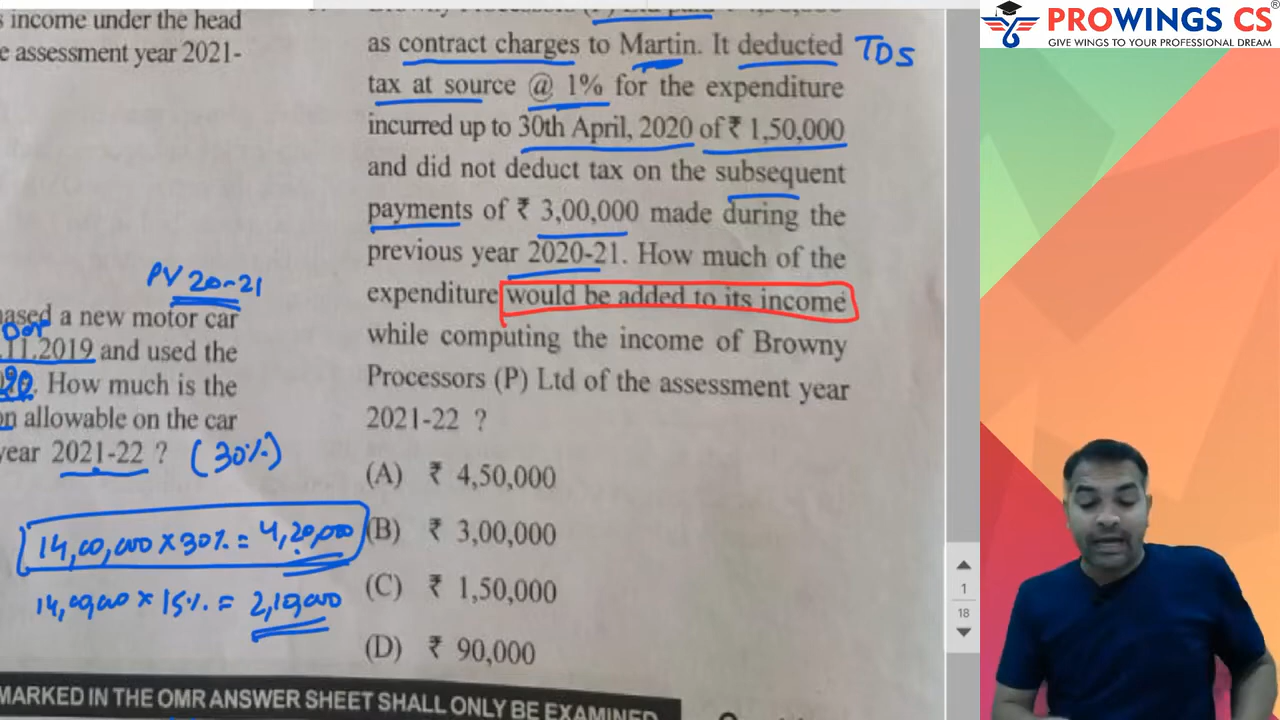 s income under the head
e assessment year 2021-
PY 20-21
ased a new motor car
.11.2019 and used the
How much is the
on allowable on the car
year 2021-22 ? (30%)
14,00,000 x 30% = 4,20,000
14,00,000 x 15% = 2,10,000
as contract charges to Martin. It deducted TDS
tax at source @ 1% for the expenditure
incurred up to 30th April, 2020 of ₹ 1,50,000
and did not deduct tax on the subsequent
payments of ₹ 3,00,000 made during the
previous year 2020-21. How much of the
expenditure would be added to its income
while computing the income of Browny
Processors (P) Ltd of the assessment year
2021-22 ?
(A) ₹ 4,50,000
(B) ₹ 3,00,000
(C) ₹ 1,50,000
(D) ₹ 90,000
MARKED IN THE OMR ANSWER SHEET SHALL ONLY BE EXAMINED
PROWINGS CS®
GIVE WINGS TO YOUR PROFESSIONAL DREAM
1
18